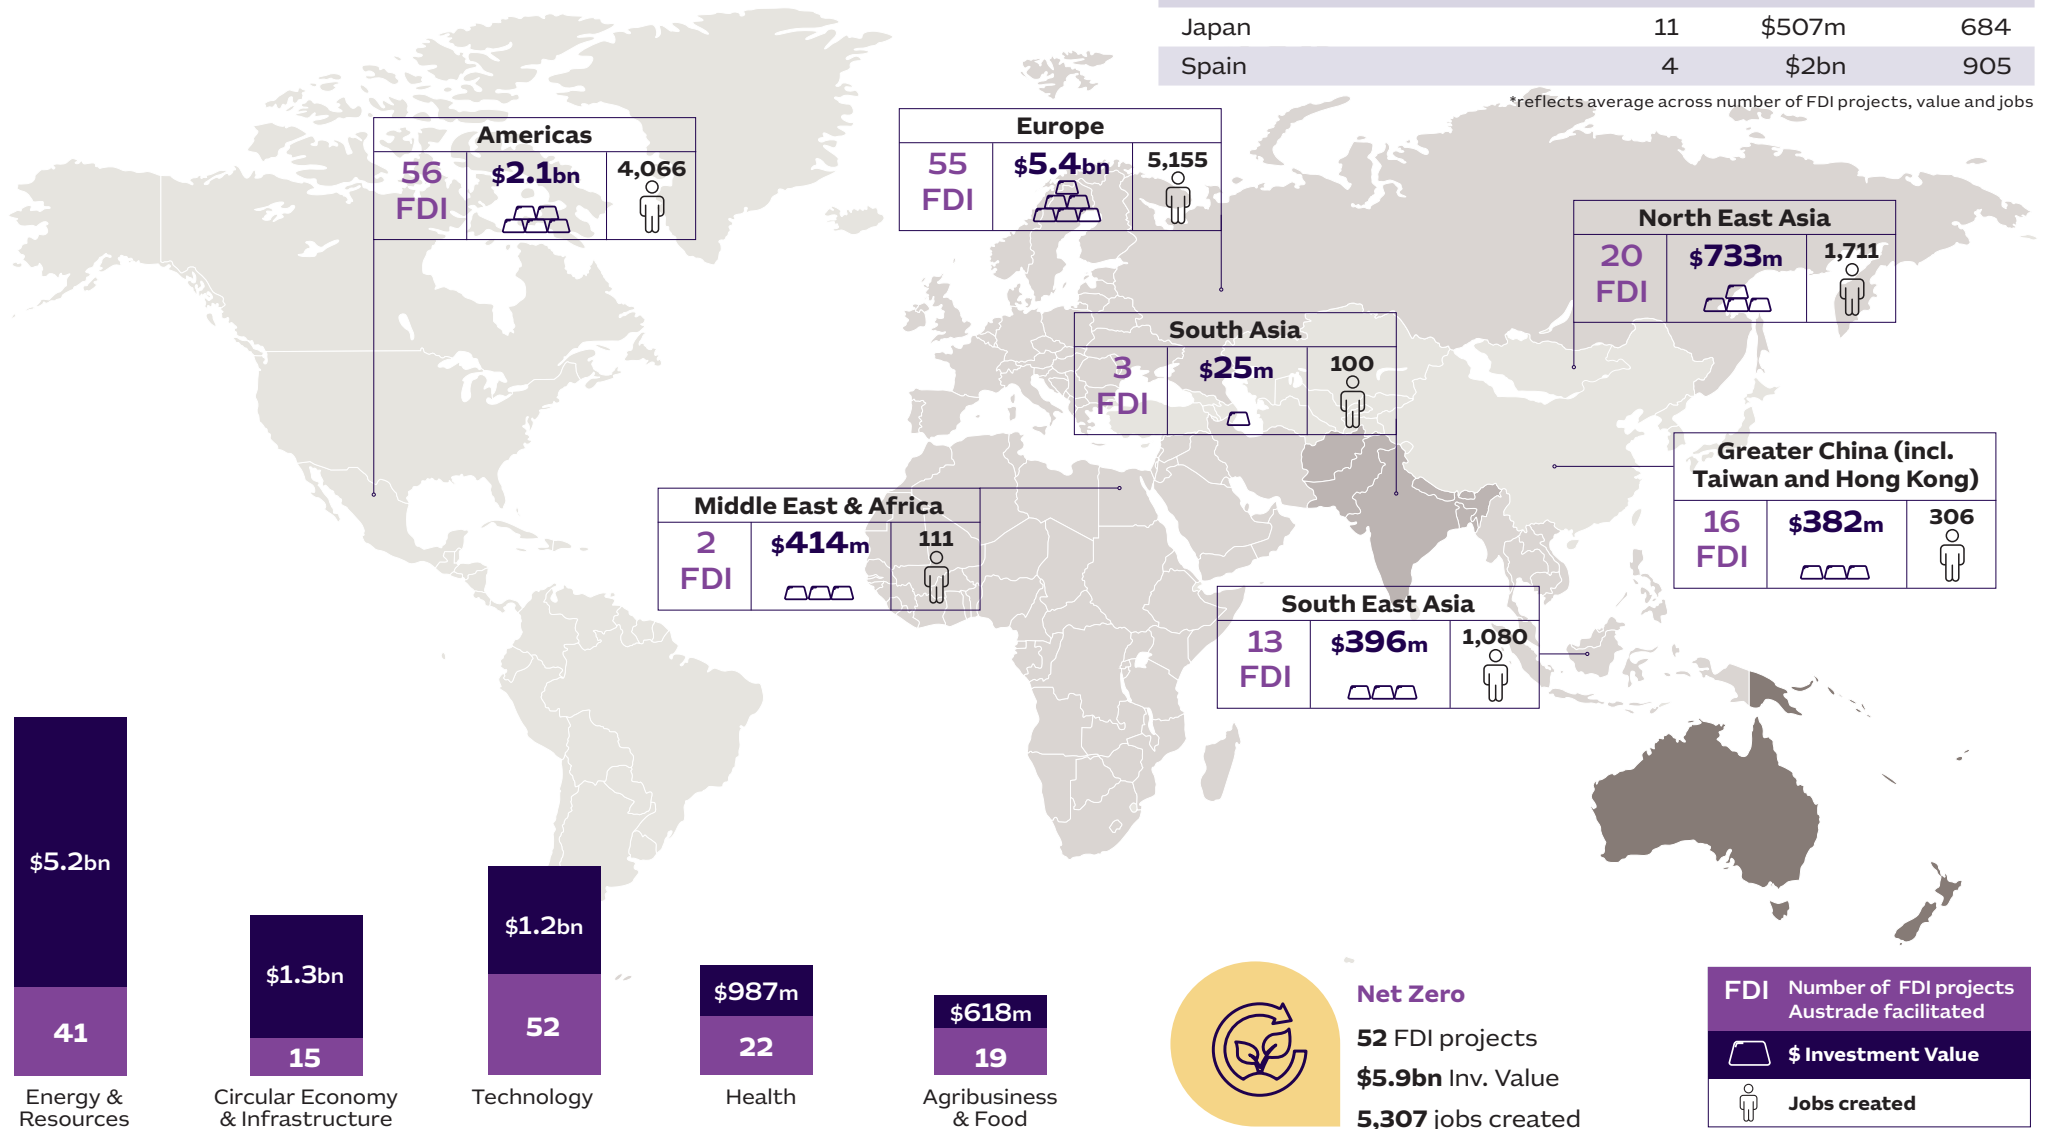 Japan 11 $507m 684
Spain 4 $2bn 905
*reflects average across number of FDI projects, value and jobs
Americas
56 FDI
$2.1bn
4,066
Europe
55 FDI
$5.4bn
5,155
North East Asia
20 FDI
$733m
1,711
South Asia
3 FDI
$25m
100
Greater China (incl.
Taiwan and Hong Kong)
16 FDI
$382m
306
Middle East & Africa
2 FDI
$414m
111
South East Asia
13 FDI
$396m
1,080
$5.2bn
41
Energy &
Resources
$1.3bn
15
Circular Economy
& Infrastructure
$1.2bn
52
Technology
$987m
22
Health
$618m
19
Agribusiness
& Food
Net Zero
52 FDI projects
$5.9bn Inv. Value
5,307 jobs created
FDI Number of FDI projects
Austrade facilitated
$ Investment Value
Jobs created